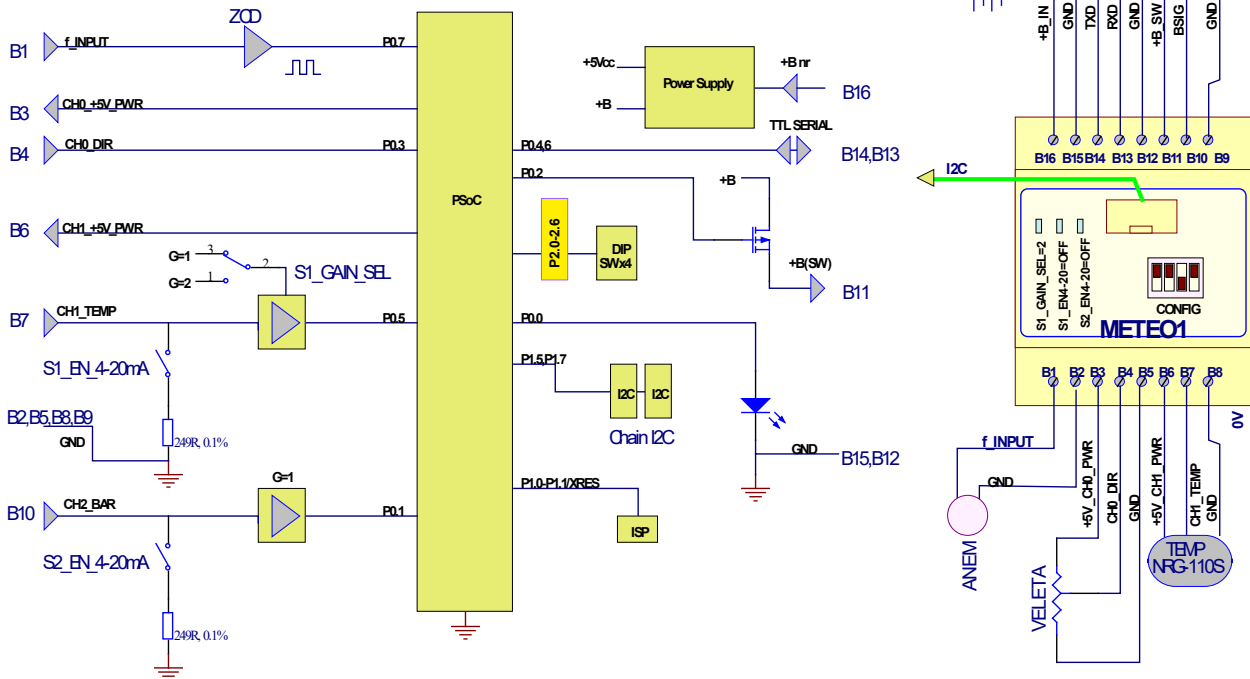 ZOD
B1
f_INPUT
P0.7
B3
CH0_+5V_PWR
B4
CH0_DIR
P0.3
B6
CH1_+5V_PWR
G=1
3
2
G=2
1
S1_GAIN_SEL
B7
CH1_TEMP
P0.5
S1_EN_4-20mA
B2,B5,B8,B9
GND
249R, 0.1%
G=1
B10
CH2_BAR
P0.1
S2_EN_4-20mA
249R, 0.1%
PSoC
+5Vcc
+B
Power Supply
+B nr
B16
TTL SERIAL
P0.4,6
B14,B13
P0.2
+B
P2.0-2.6
DIP
SWx4
+B(SW)
B11
P0.0
P1.5,P1.7
I2C
I2C
Chain I2C
GND
B15,B12
P1.0-P1.1/XRES
ISP
+B_IN
GND
TXD
RXD
GND
+B_SW
BSIG
GND
B16
B15
B14
B13
B12
B11
B10
B9
I2C
S1_GAIN_SEL=2
S1_EN4-20=OFF
S2_EN4-20=OFF
CONFIG
METEO1
B1
B2
B3
B4
B5
B6
B7
B8
0V
f_INPUT
GND
+5V_CH0_PWR
CH0_DIR
GND
+5V_CH1_PWR
CH1_TEMP
GND
ANEM
VELETA
TEMP
NRG-110S